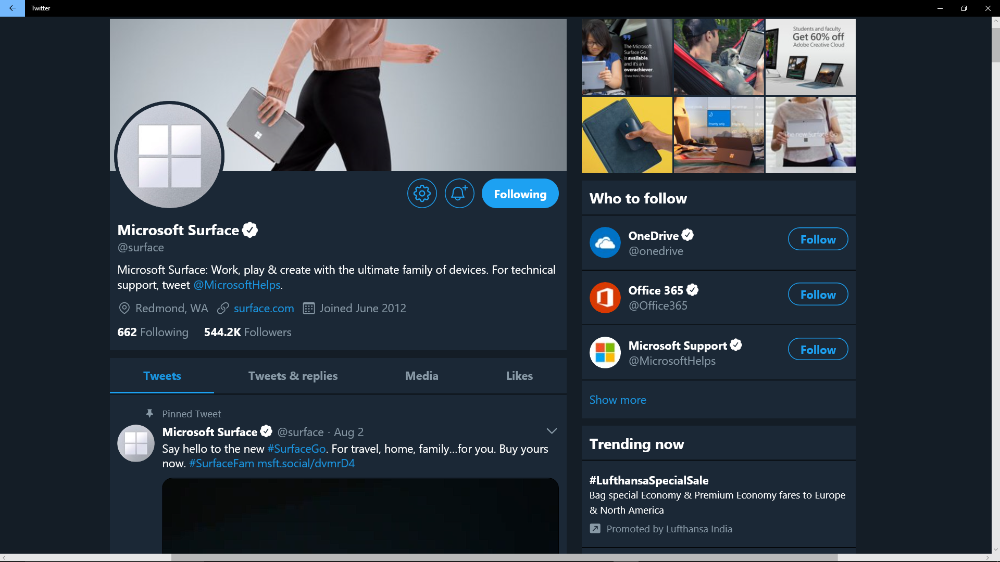 Twitter
The Microsoft
Surface Go
is available,
and it's an
overachiever.
Students and faculty
Get 60% off
Adobe Creative Cloud
Priority only
The new Surface Go
Following
Microsoft Surface
@surface
Microsoft Surface: Work, play & create with the ultimate family of devices. For technical
support, tweet @MicrosoftHelps.
Redmond, WA surface.com Joined June 2012
662 Following 544.2K Followers
Tweets Tweets & replies Media Likes
Pinned Tweet
Microsoft Surface @surface · Aug 2
Say hello to the new #SurfaceGo. For travel, home, family...for you. Buy yours
now. #SurfaceFam msft.social/dvmrD4
Who to follow
OneDrive
@onedrive
Follow
Office 365
@Office365
Follow
Microsoft Support
@MicrosoftHelps
Follow
Show more
Trending now
#LufthansaSpecialSale
Bag special Economy & Premium Economy fares to Europe
& North America
Promoted by Lufthansa India